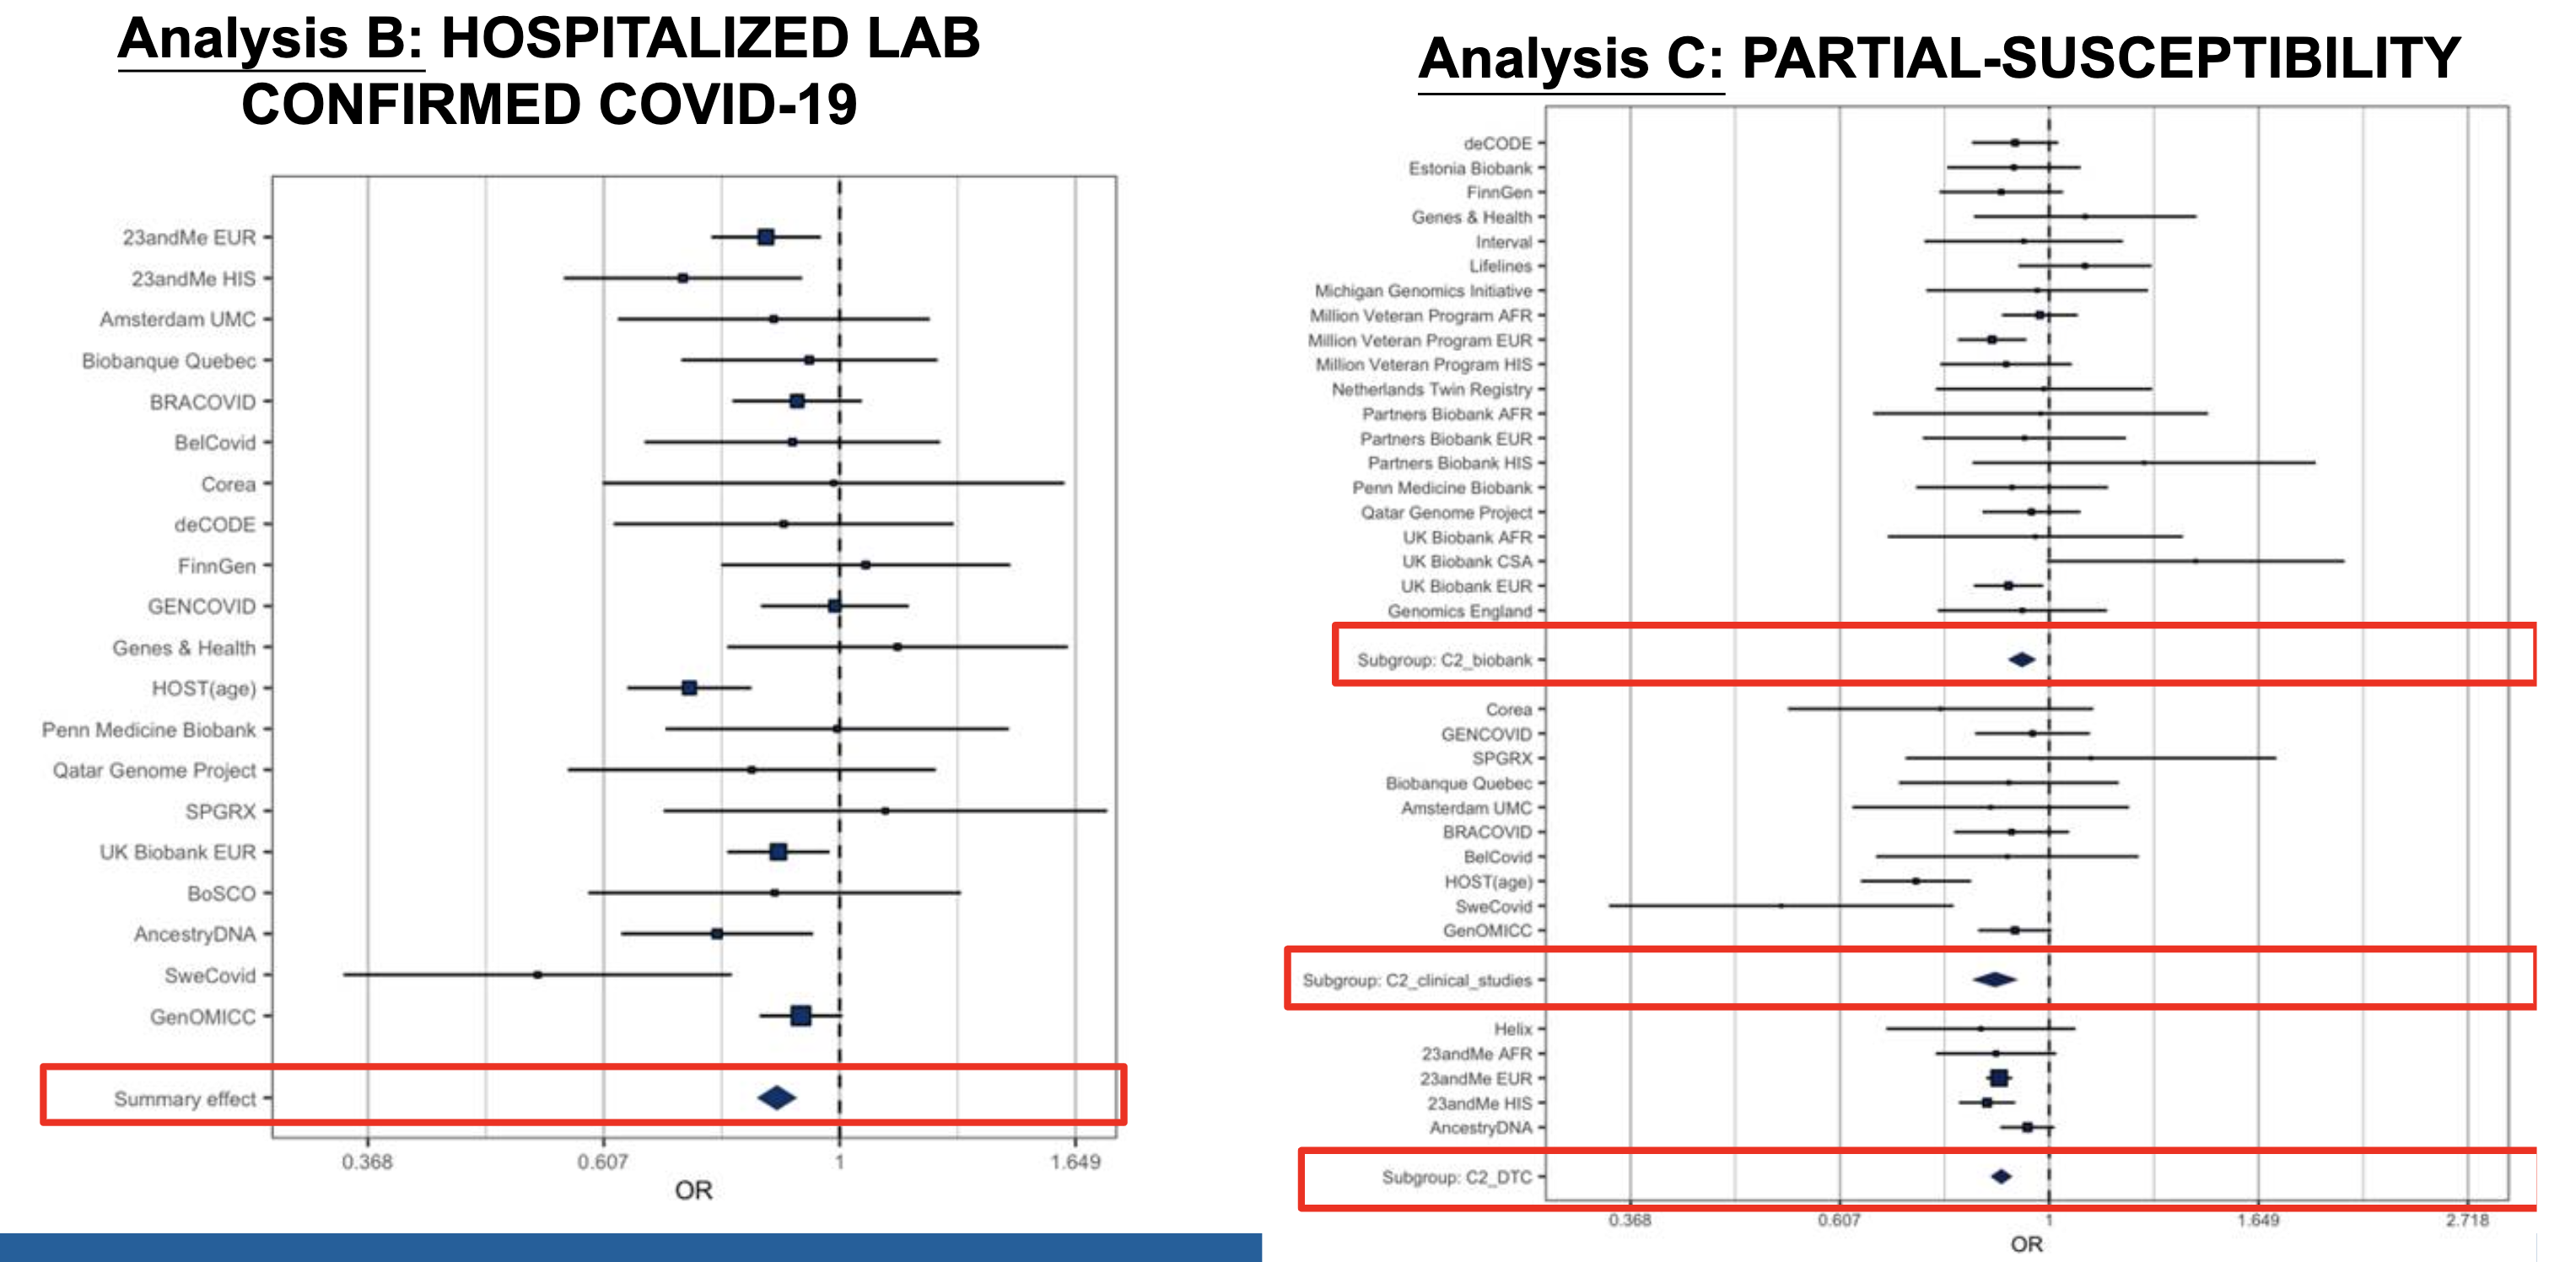 Analysis B: HOSPITALIZED LAB
CONFIRMED COVID-19
23andMe EUR
23andMe HIS
Amsterdam UMC
Biobanque Quebec
BRACOVID
BelCovid
Corea
deCODE
FinnGen
GENCOVID
Genes & Health
HOST(age)
Penn Medicine Biobank
Qatar Genome Project
SPGRX
UK Biobank EUR
BoSCO
AncestryDNA
SweCovid
GenOMICC
Summary effect
0.368 0.607 1 1.649
OR
Analysis C: PARTIAL-SUSCEPTIBILITY
deCODE
Estonia Biobank
FinnGen
Genes & Health
Interval
Lifelines
Michigan Genomics Initiative
Million Veteran Program AFR
Million Veteran Program EUR
Million Veteran Program HIS
Netherlands Twin Registry
Partners Biobank AFR
Partners Biobank EUR
Partners Biobank HIS
Penn Medicine Biobank
Qatar Genome Project
UK Biobank AFR
UK Biobank CSA
UK Biobank EUR
Genomics England
Subgroup: C2_biobank
Corea
GENCOVID
SPGRX
Biobanque Quebec
Amsterdam UMC
BRACOVID
BelCovid
HOST(age)
SweCovid
GenOMICC
Subgroup: C2_clinical_studies
Helix
23andMe AFR
23andMe EUR
23andMe HIS
AncestryDNA
Subgroup: C2_DTC
0.368 0.607 1 1.649 2.718
OR